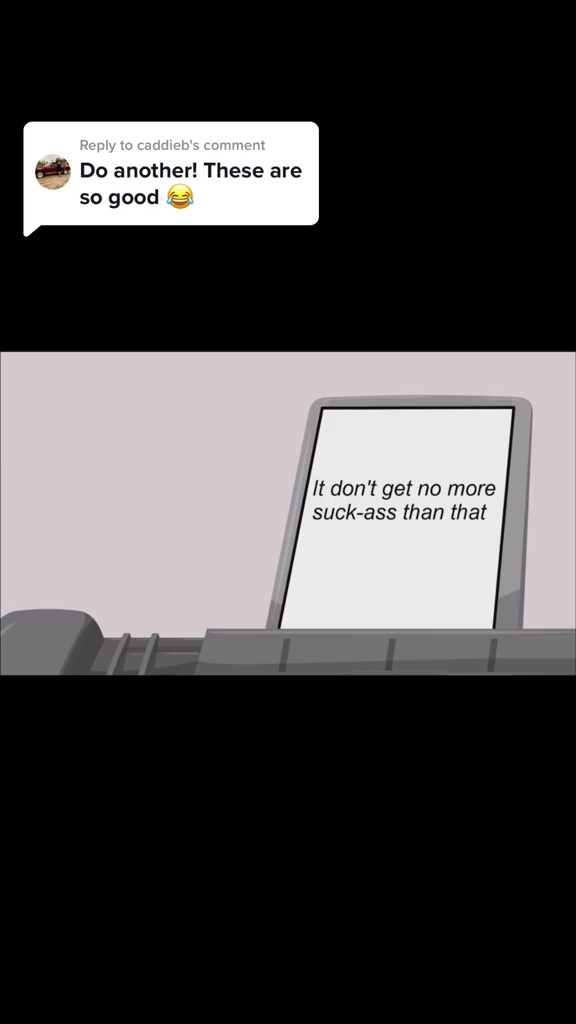 Reply to caddieb's comment
Do another! These are
so good 😂
It don't get no more
suck-ass than that